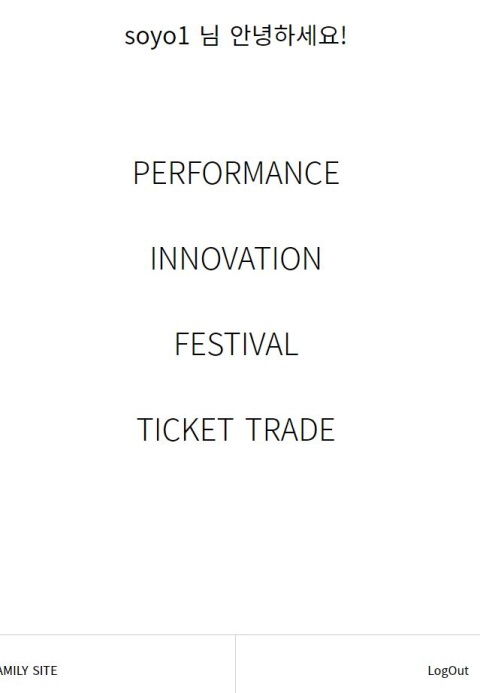 soyo1 님 안녕하세요!
PERFORMANCE
INNOVATION
FESTIVAL
TICKET TRADE
AMILY SITE
LogOut